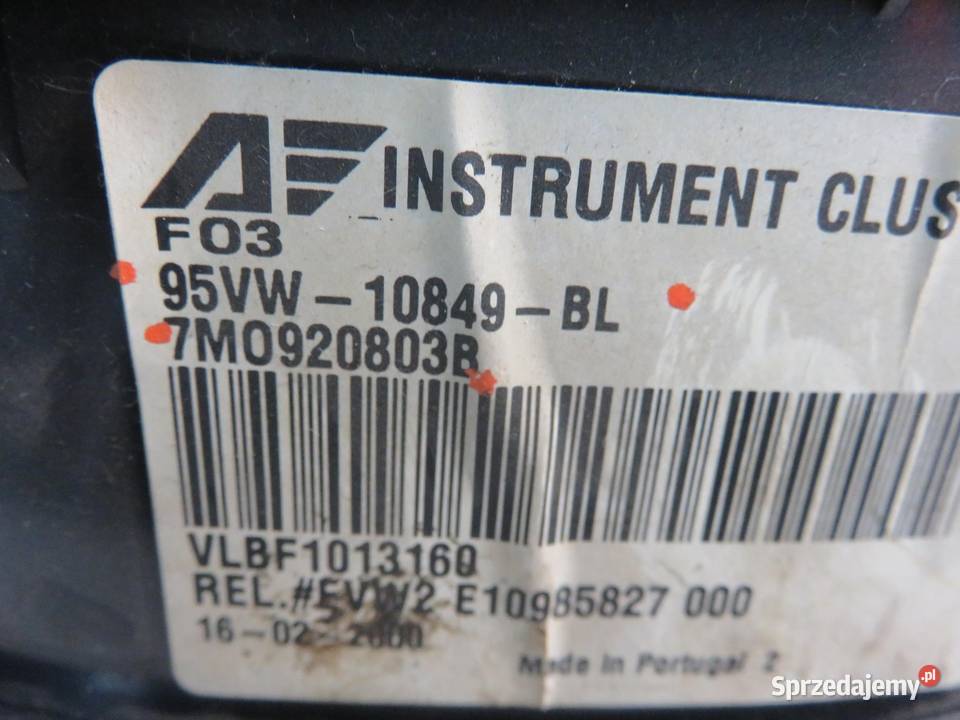 AF INSTRUMENT CLUS
F03
95VW-10849-BL
7M0920803B
VLBF1013160
REL.#FVW2 E10985827 000
16-02-2000
Made in Portugal 2
Sprzedajemy.pl